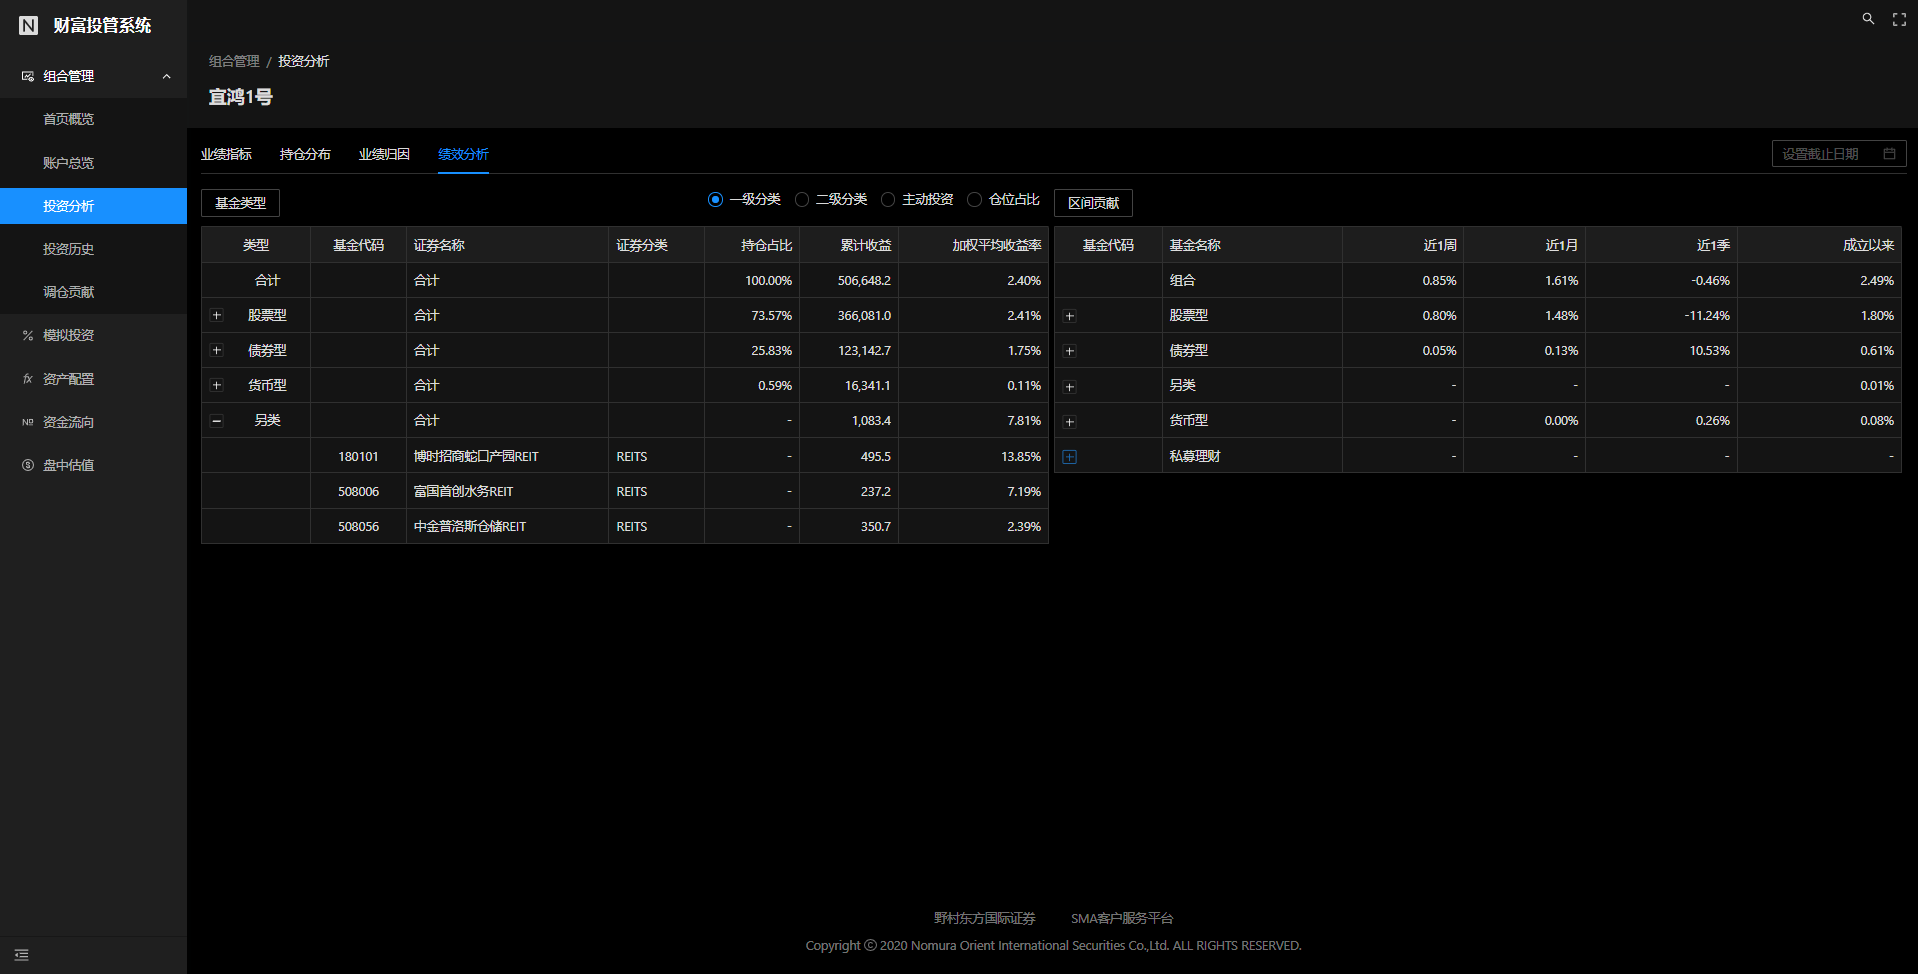 财富投管系统
组合管理
首页概览
账户总览
投资分析
投资历史
调仓贡献
模拟投资
资产配置
资金流向
盘中估值
组合管理 / 投资分析
宜鸿1号
业绩指标 持仓分布 业绩归因 绩效分析 设置截止日期
基金类型 一级分类 二级分类 主动投资 仓位占比
类型 基金代码 证券名称 证券分类 持仓占比 累计收益 加权平均收益率
合计 合计 100.00% 506,648.2 2.40%
股票型 合计 73.57% 366,081.0 2.41%
债券型 合计 25.83% 123,142.7 1.75%
货币型 合计 0.59% 16,341.1 0.11%
另类 合计 - 1,083.4 7.81%
180101 博时招商蛇口产园REIT REITS - 495.5 13.85%
508006 富国首创水务REIT REITS - 237.2 7.19%
508056 中金普洛斯仓储REIT REITS - 350.7 2.39%
区间贡献
基金代码 基金名称 近1周 近1月 近1季 成立以来
组合 0.85% 1.61% -0.46% 2.49%
股票型 0.80% 1.48% -11.24% 1.80%
债券型 0.05% 0.13% 10.53% 0.61%
另类 - - - 0.01%
货币型 - 0.00% 0.26% 0.08%
私募理财 - - - -
野村东方国际证券 SMA客户服务平台
Copyright ⓒ 2020 Nomura Orient International Securities Co.,Ltd. ALL RIGHTS RESERVED.